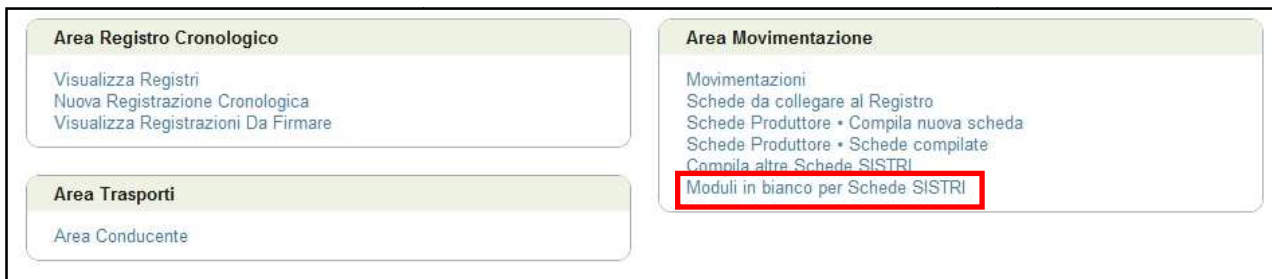 Area Registro Cronologico
Visualizza Registri
Nuova Registrazione Cronologica
Visualizza Registrazioni Da Firmare
Area Trasporti
Area Conducente
Area Movimentazione
Movimentazioni
Schede da collegare al Registro
Schede Produttore • Compila nuova scheda
Schede Produttore • Schede compilate
Compila altre Schede SISTRI
Moduli in bianco per Schede SISTRI